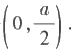 (0, a/2).